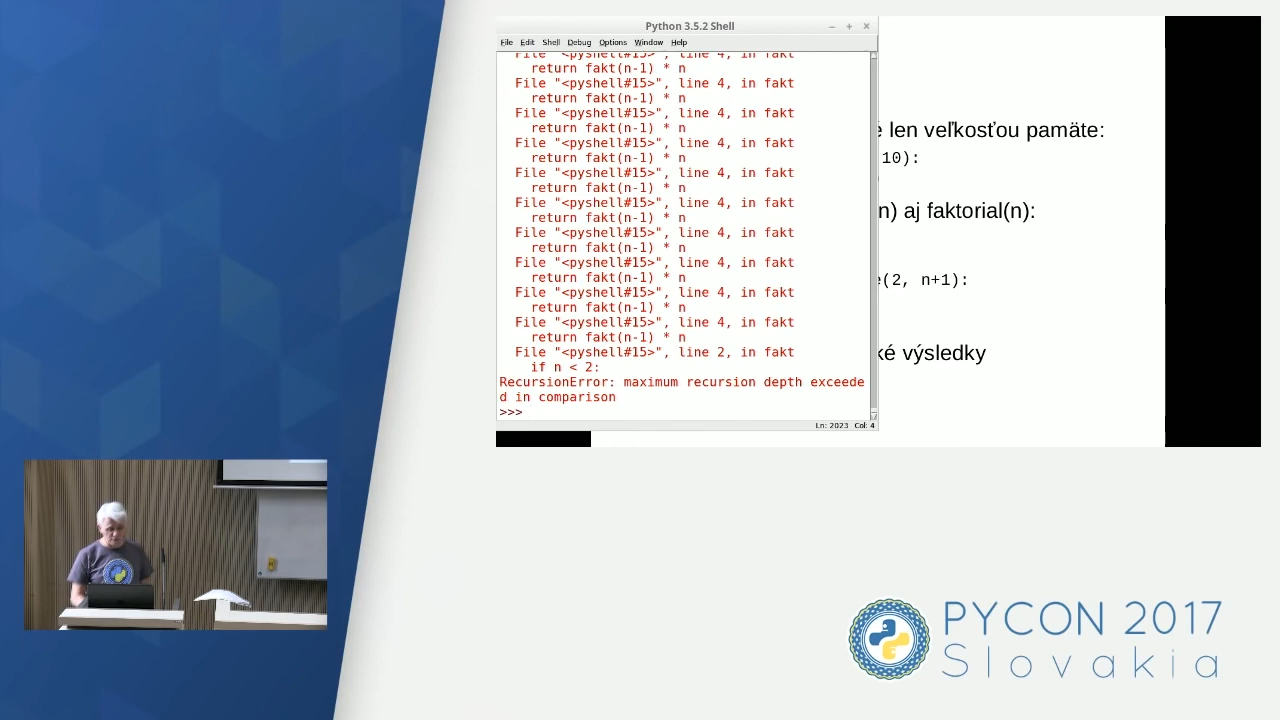 Python 3.5.2 Shell
File Edit Shell Debug Options Window Help
File "<pyshell#15>", line 4, in fakt
return fakt(n-1) * n
File "<pyshell#15>", line 4, in fakt
return fakt(n-1) * n
File "<pyshell#15>", line 4, in fakt
return fakt(n-1) * n
File "<pyshell#15>", line 4, in fakt
return fakt(n-1) * n
File "<pyshell#15>", line 4, in fakt
return fakt(n-1) * n
File "<pyshell#15>", line 4, in fakt
return fakt(n-1) * n
File "<pyshell#15>", line 4, in fakt
return fakt(n-1) * n
File "<pyshell#15>", line 4, in fakt
return fakt(n-1) * n
File "<pyshell#15>", line 4, in fakt
return fakt(n-1) * n
File "<pyshell#15>", line 4, in fakt
return fakt(n-1) * n
File "<pyshell#15>", line 2, in fakt
if n < 2:
RecursionError: maximum recursion depth exceede
d in comparison
>>>
Ln: 2023 Col: 4
é len veľkosťou pamäte:
10):
n) aj faktorial(n):
e(2, n+1):
ké výsledky
PYCON 2017
Slovakia